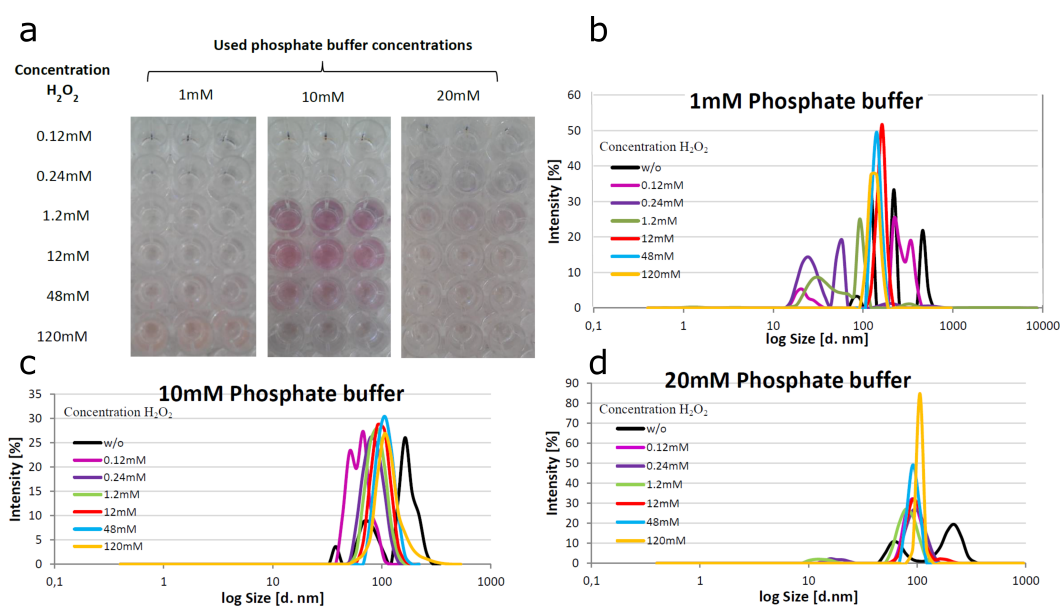 a
Used phosphate buffer concentrations
Concentration
H2O2
1mM
10mM
20mM
0.12mM
0.24mM
1.2mM
12mM
48mM
120mM
b
1mM Phosphate buffer
Intensity [%]
60
50
40
30
20
10
0
Concentration H2O2
w/o
0.12mM
0.24mM
1.2mM
12mM
48mM
120mM
0,1
1
10
100
1000
10000
log Size [d. nm]
c
10mM Phosphate buffer
Intensity [%]
35
30
25
20
15
10
5
0
Concentration H2O2
w/o
0.12mM
0.24mM
1.2mM
12mM
48mM
120mM
0,1
1
10
100
1000
log Size [d. nm]
d
20mM Phosphate buffer
Intensity [%]
90
80
70
60
50
40
30
20
10
0
Concentration H2O2
w/o
0.12mM
0.24mM
1.2mM
12mM
48mM
120mM
0,1
1
10
100
1000
log Size [d. nm]